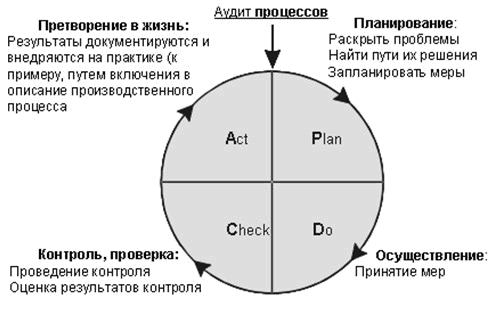 Аудит процессов
Претворение в жизнь:
Результаты документируются и
внедряются на практике (к
примеру, путем включения в
описание производственного
процесса
Планирование:
Раскрыть проблемы
Найти пути их решения
Запланировать меры
Act
Plan
Check
Do
Контроль, проверка:
Проведение контроля
Оценка результатов контроля
Осуществление:
Принятие мер